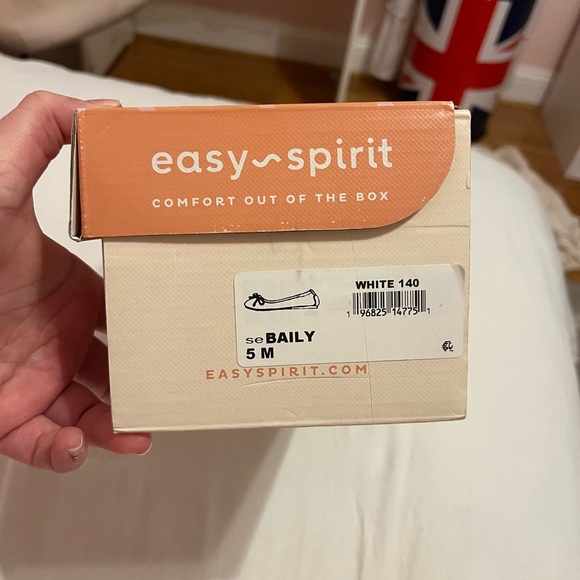 easy spirit
COMFORT OUT OF THE BOX
WHITE 140
1 96825 14775 1
seBAILY
5 M
EASYSPIRIT.COM